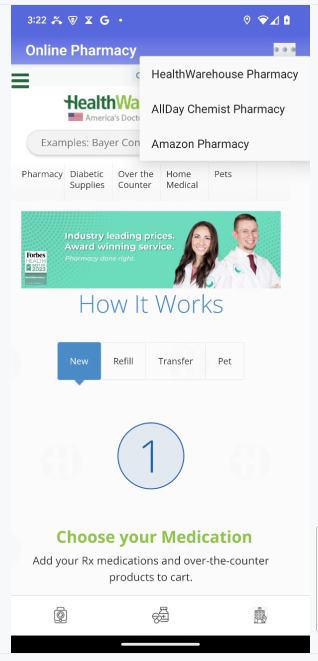 3:22
Online Pharmacy
HealthWarehouse Pharmacy
AllDay Chemist Pharmacy
Amazon Pharmacy
HealthWa
America's Docto
Examples: Bayer Con
Pharmacy
Diabetic
Supplies
Over the
Counter
Home
Medical
Pets
Industry leading prices.
Award winning service.
Pharmacy done right.
Forbes
HEALTH
2023
How It Works
New
Refill
Transfer
Pet
1
Choose your Medication
Add your Rx medications and over-the-counter
products to cart.